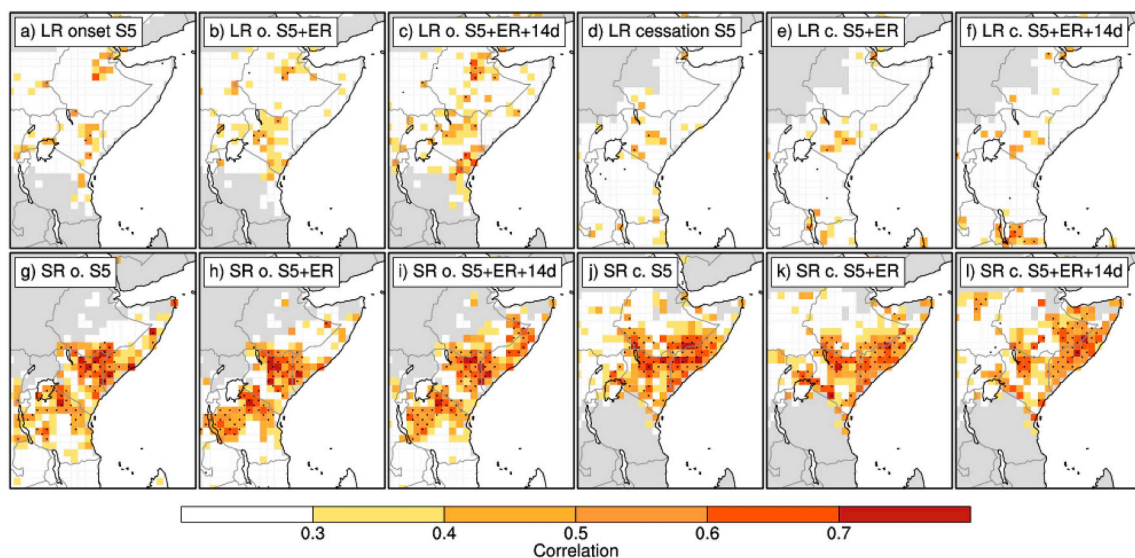 a) LR onset S5
b) LR o. S5+ER
c) LR o. S5+ER+14d
d) LR cessation S5
e) LR c. S5+ER
f) LR c. S5+ER+14d
g) SR o. S5
h) SR o. S5+ER
i) SR o. S5+ER+14d
j) SR c. S5
k) SR c. S5+ER
l) SR c. S5+ER+14d
0.3 0.4 0.5 0.6 0.7
Correlation